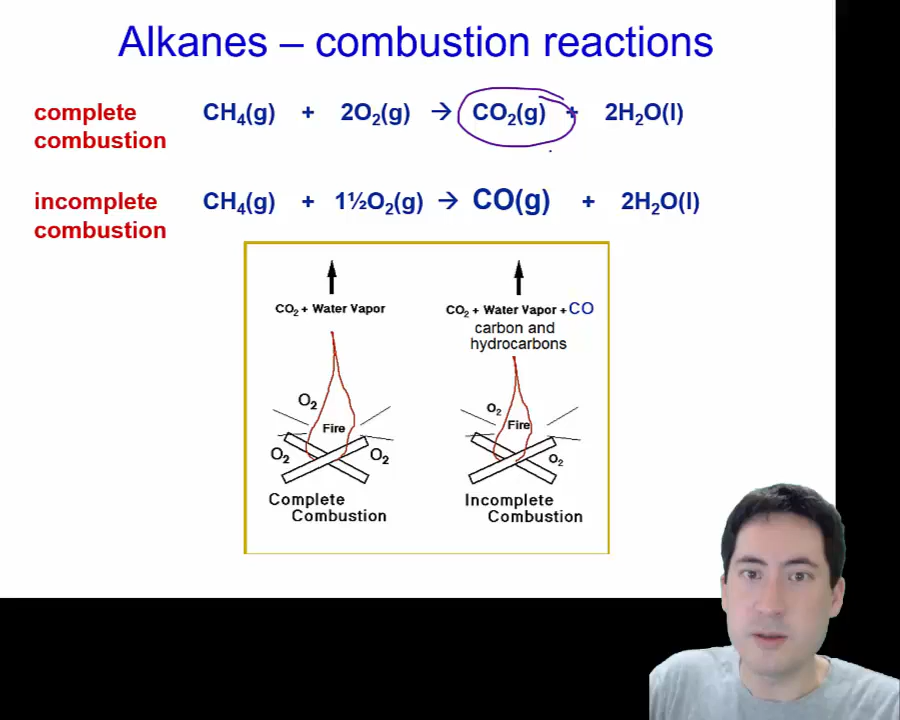 Alkanes – combustion reactions
complete combustion
CH₄(g) + 2O₂(g) → CO₂(g) + 2H₂O(l)
incomplete combustion
CH₄(g) + 1½O₂(g) → CO(g) + 2H₂O(l)
CO₂ + Water Vapor
O₂
Fire
O₂
O₂
Complete
Combustion
CO₂ + Water Vapor + CO
carbon and
hydrocarbons
O₂
Fire
O₂
Incomplete
Combustion